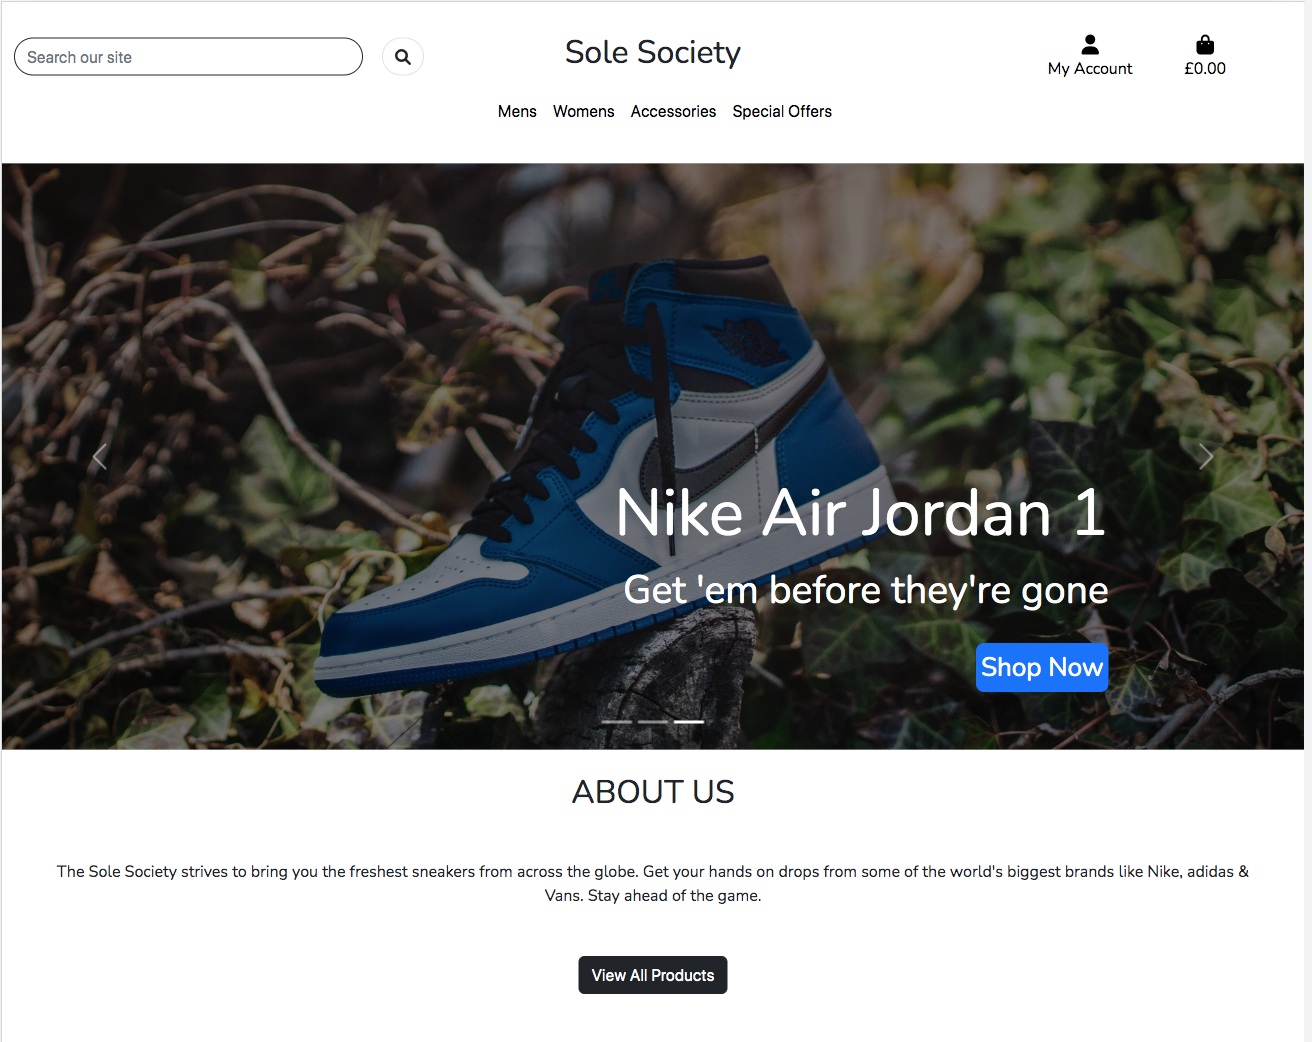 Search our site
Sole Society
My Account
£0.00
Mens Womens Accessories Special Offers
Nike Air Jordan 1
Get 'em before they're gone
Shop Now
ABOUT US
The Sole Society strives to bring you the freshest sneakers from across the globe. Get your hands on drops from some of the world's biggest brands like Nike, adidas &
Vans. Stay ahead of the game.
View All Products